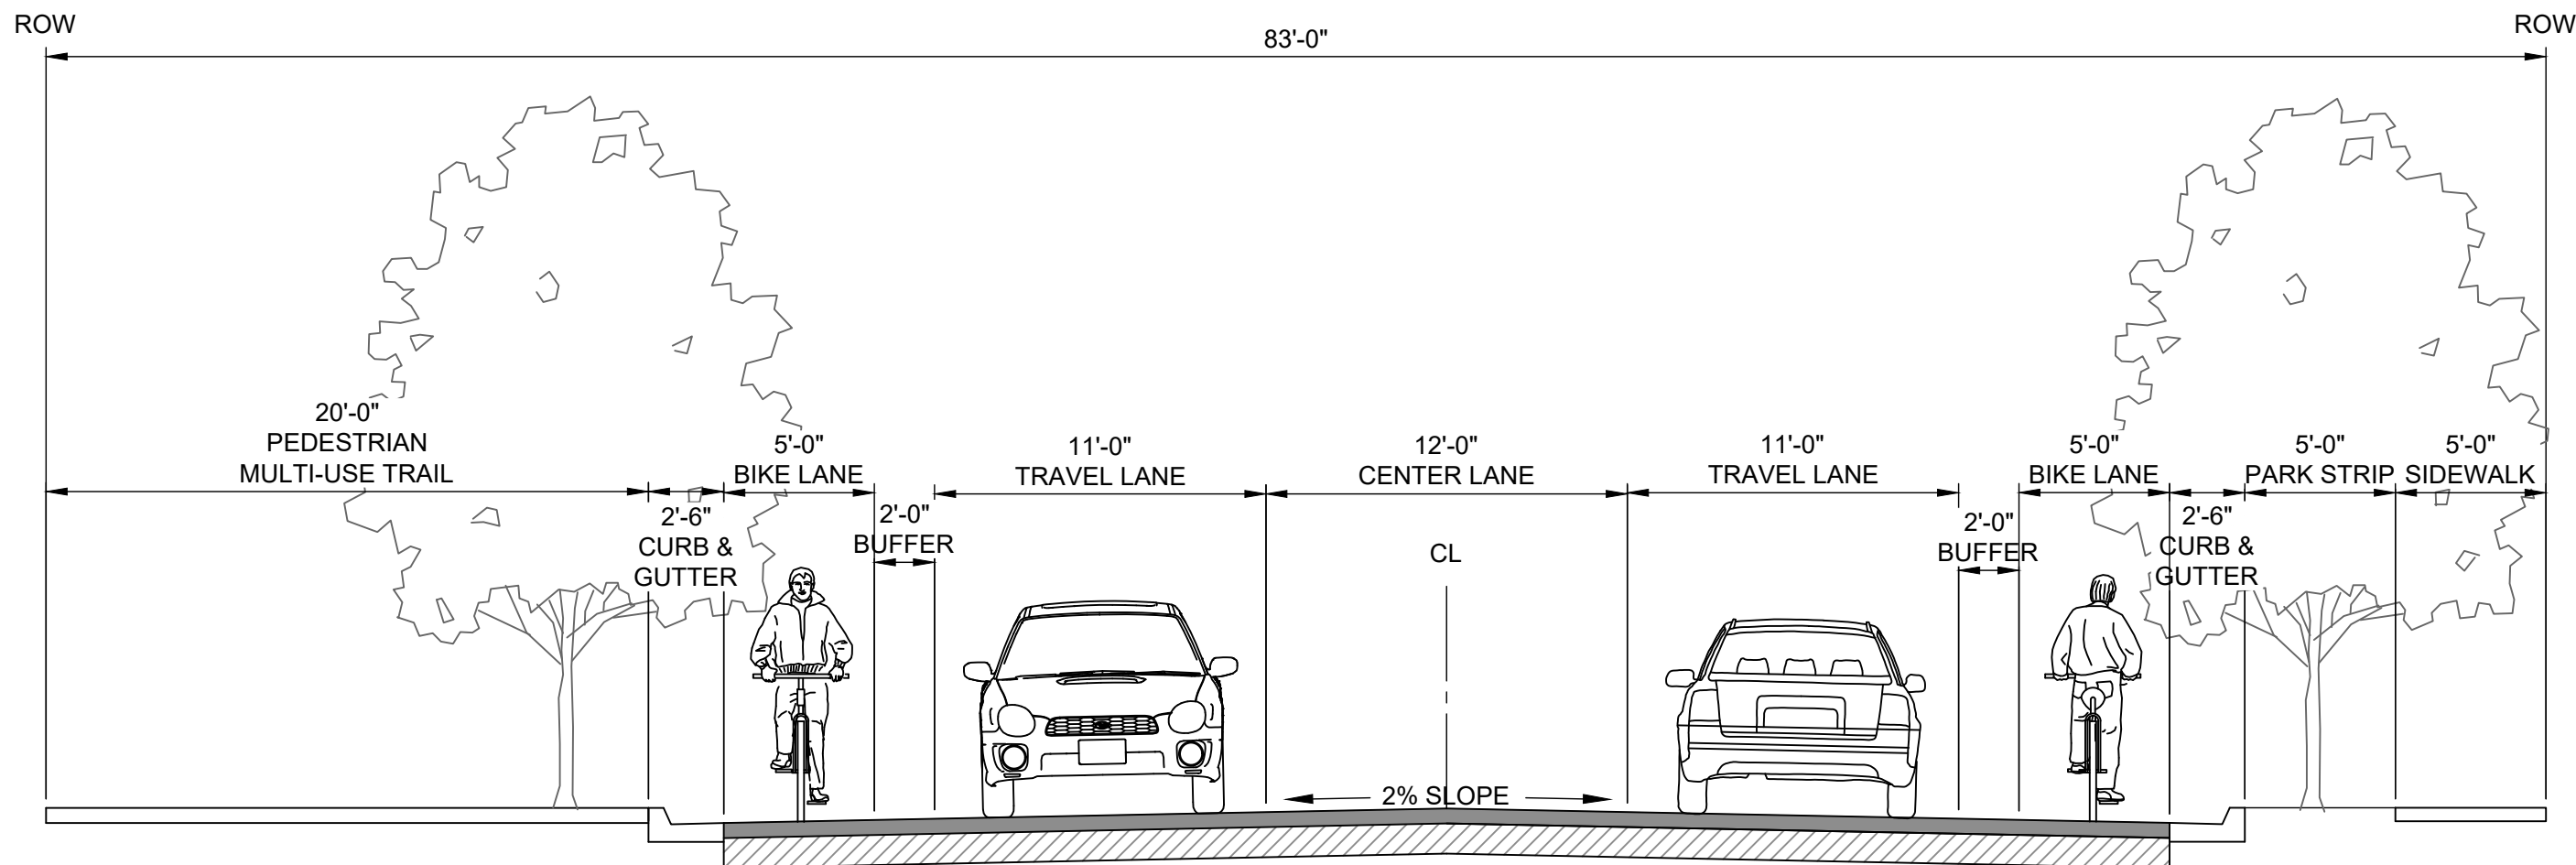 ROW
ROW
83'-0"
20'-0"
PEDESTRIAN
MULTI-USE TRAIL
2'-6"
CURB &
GUTTER
5'-0"
BIKE LANE
2'-0"
BUFFER
11'-0"
TRAVEL LANE
12'-0"
CENTER LANE
CL
2% SLOPE
11'-0"
TRAVEL LANE
2'-0"
BUFFER
5'-0"
BIKE LANE
2'-6"
CURB &
GUTTER
5'-0"
PARK STRIP
5'-0"
SIDEWALK